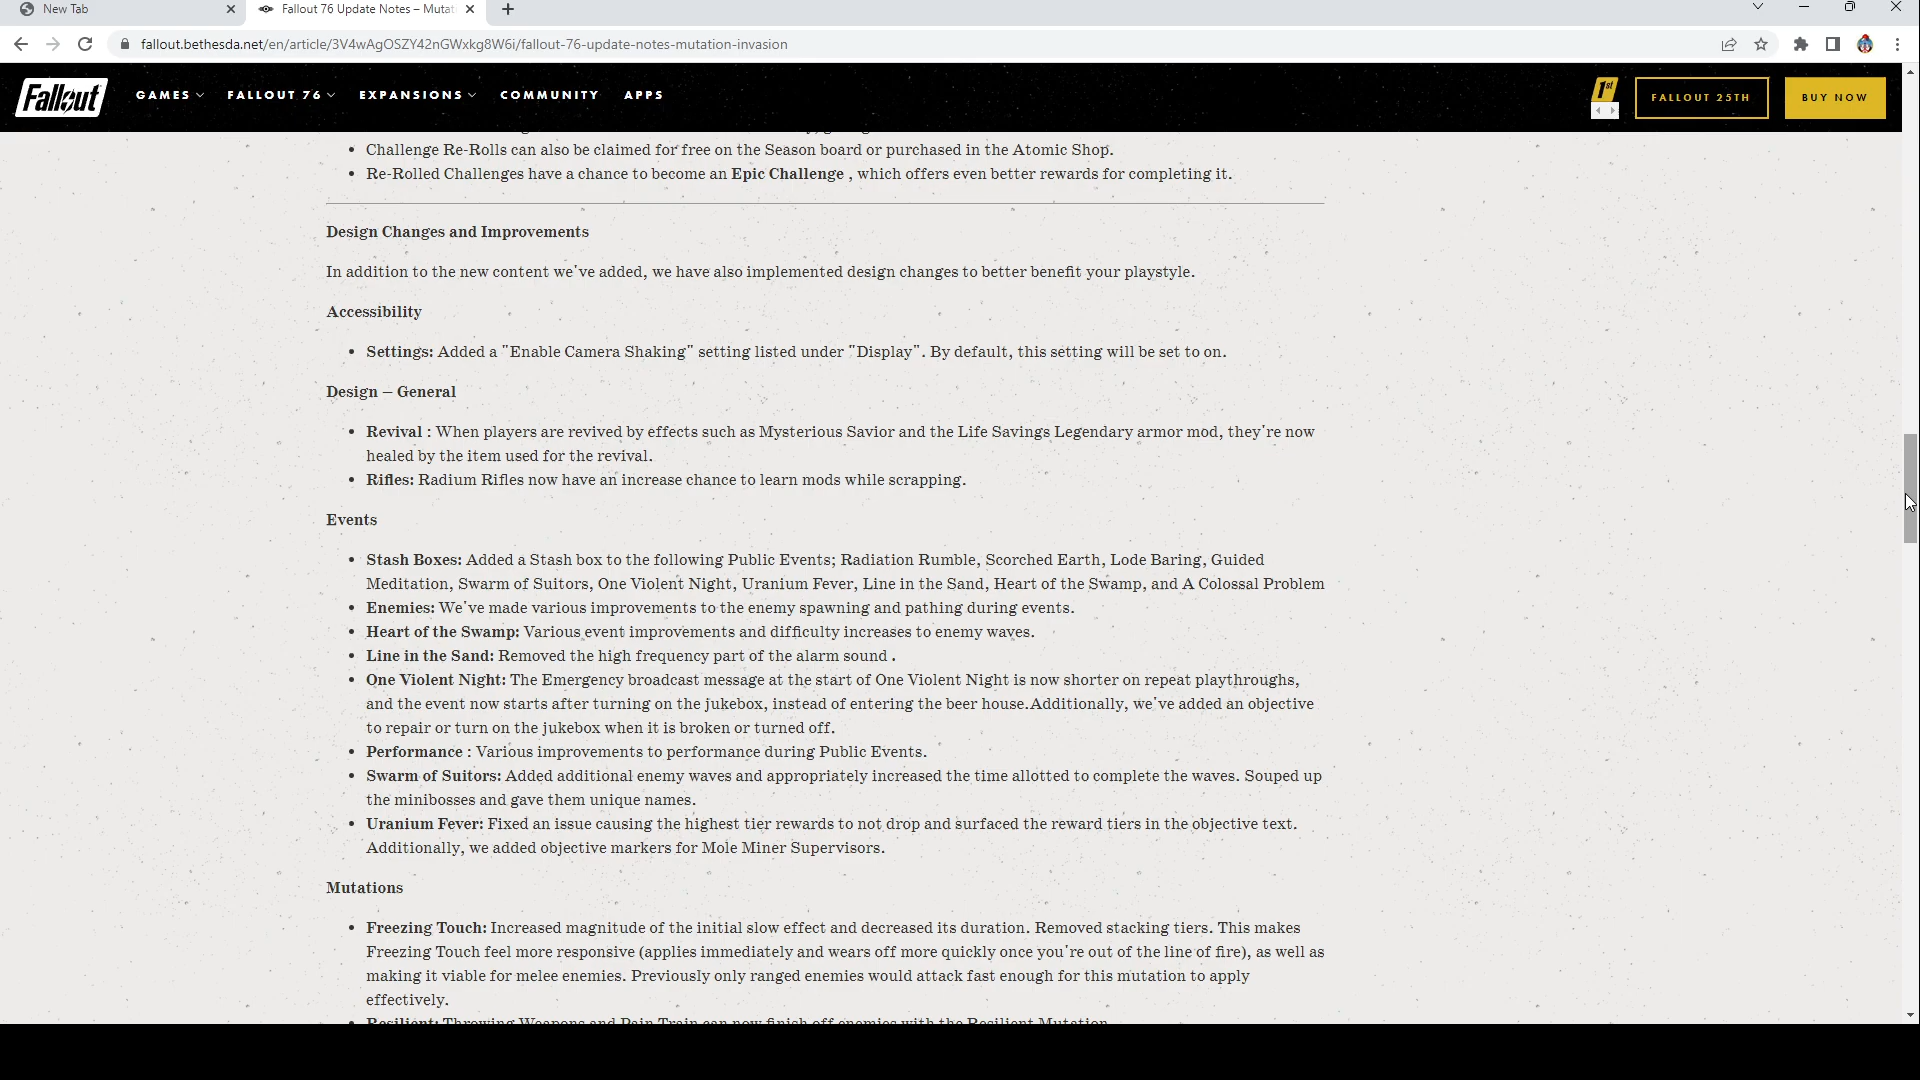 New Tab
Fallout 76 Update Notes – Mutat
fallout.bethesda.net/en/article/3V4wAgOSZY42nGWxkg8W6i/fallout-76-update-notes-mutation-invasion
Fallout
GAMES
FALLOUT 76
EXPANSIONS
COMMUNITY
APPS
1st
FALLOUT 25TH
BUY NOW
• Challenge Re-Rolls can also be claimed for free on the Season board or purchased in the Atomic Shop.
• Re-Rolled Challenges have a chance to become an Epic Challenge , which offers even better rewards for completing it.
Design Changes and Improvements
In addition to the new content we've added, we have also implemented design changes to better benefit your playstyle.
Accessibility
• Settings: Added a "Enable Camera Shaking" setting listed under "Display". By default, this setting will be set to on.
Design – General
• Revival : When players are revived by effects such as Mysterious Savior and the Life Savings Legendary armor mod, they're now
healed by the item used for the revival.
• Rifles: Radium Rifles now have an increase chance to learn mods while scrapping.
Events
• Stash Boxes: Added a Stash box to the following Public Events; Radiation Rumble, Scorched Earth, Lode Baring, Guided
Meditation, Swarm of Suitors, One Violent Night, Uranium Fever, Line in the Sand, Heart of the Swamp, and A Colossal Problem
• Enemies: We've made various improvements to the enemy spawning and pathing during events.
• Heart of the Swamp: Various event improvements and difficulty increases to enemy waves.
• Line in the Sand: Removed the high frequency part of the alarm sound .
• One Violent Night: The Emergency broadcast message at the start of One Violent Night is now shorter on repeat playthroughs,
and the event now starts after turning on the jukebox, instead of entering the beer house.Additionally, we've added an objective
to repair or turn on the jukebox when it is broken or turned off.
• Performance : Various improvements to performance during Public Events.
• Swarm of Suitors: Added additional enemy waves and appropriately increased the time allotted to complete the waves. Souped up
the minibosses and gave them unique names.
• Uranium Fever: Fixed an issue causing the highest tier rewards to not drop and surfaced the reward tiers in the objective text.
Additionally, we added objective markers for Mole Miner Supervisors.
Mutations
• Freezing Touch: Increased magnitude of the initial slow effect and decreased its duration. Removed stacking tiers. This makes
Freezing Touch feel more responsive (applies immediately and wears off more quickly once you're out of the line of fire), as well as
making it viable for melee enemies. Previously only ranged enemies would attack fast enough for this mutation to apply
effectively.
• Resilient: Throwing Weapons and Pain Train can now finish off enemies with the Resilient Mutation